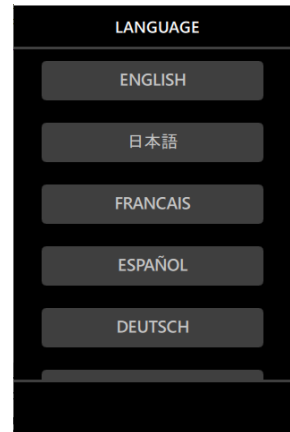 LANGUAGE
ENGLISH
日本語
FRANCAIS
ESPAÑOL
DEUTSCH